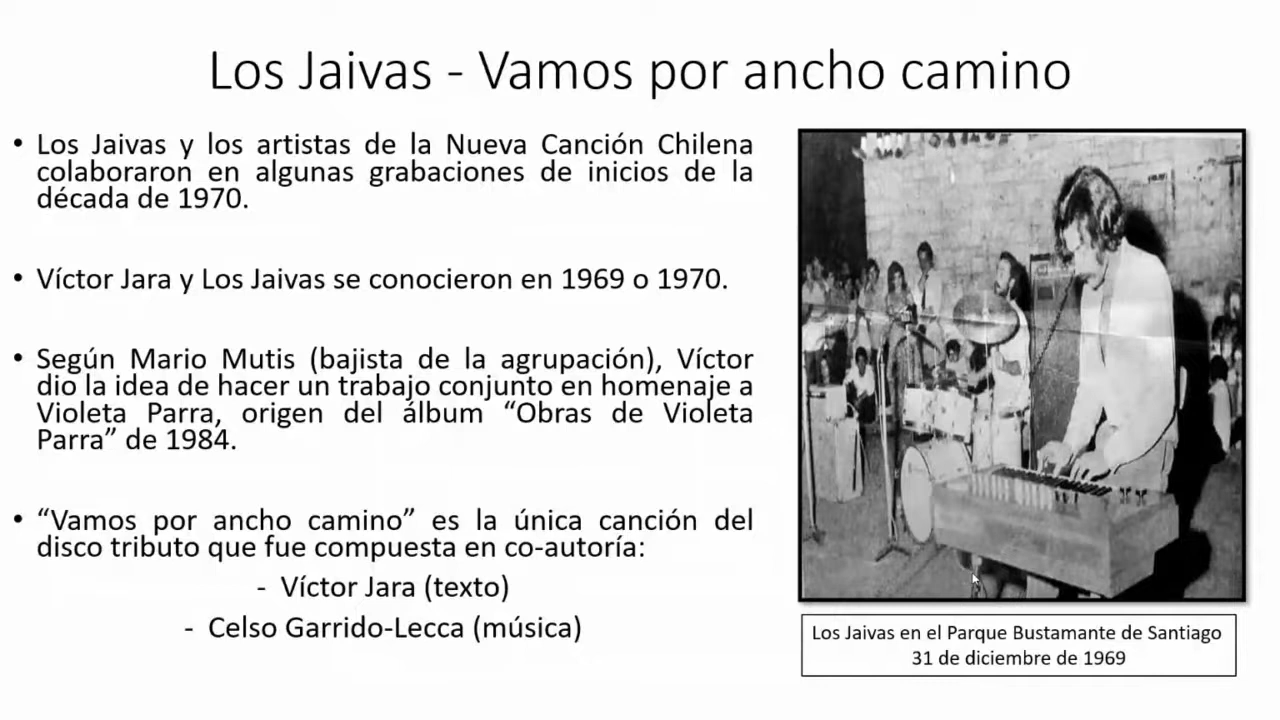 Los Jaivas - Vamos por ancho camino
• Los Jaivas y los artistas de la Nueva Canción Chilena
colaboraron en algunas grabaciones de inicios de la
década de 1970.
• Víctor Jara y Los Jaivas se conocieron en 1969 o 1970.
• Según Mario Mutis (bajista de la agrupación), Víctor
dio la idea de hacer un trabajo conjunto en homenaje a
Violeta Parra, origen del álbum “Obras de Violeta
Parra” de 1984.
• “Vamos por ancho camino” es la única canción del
disco tributo que fue compuesta en co-autoría:
- Víctor Jara (texto)
- Celso Garrido-Lecca (música)
Los Jaivas en el Parque Bustamante de Santiago
31 de diciembre de 1969